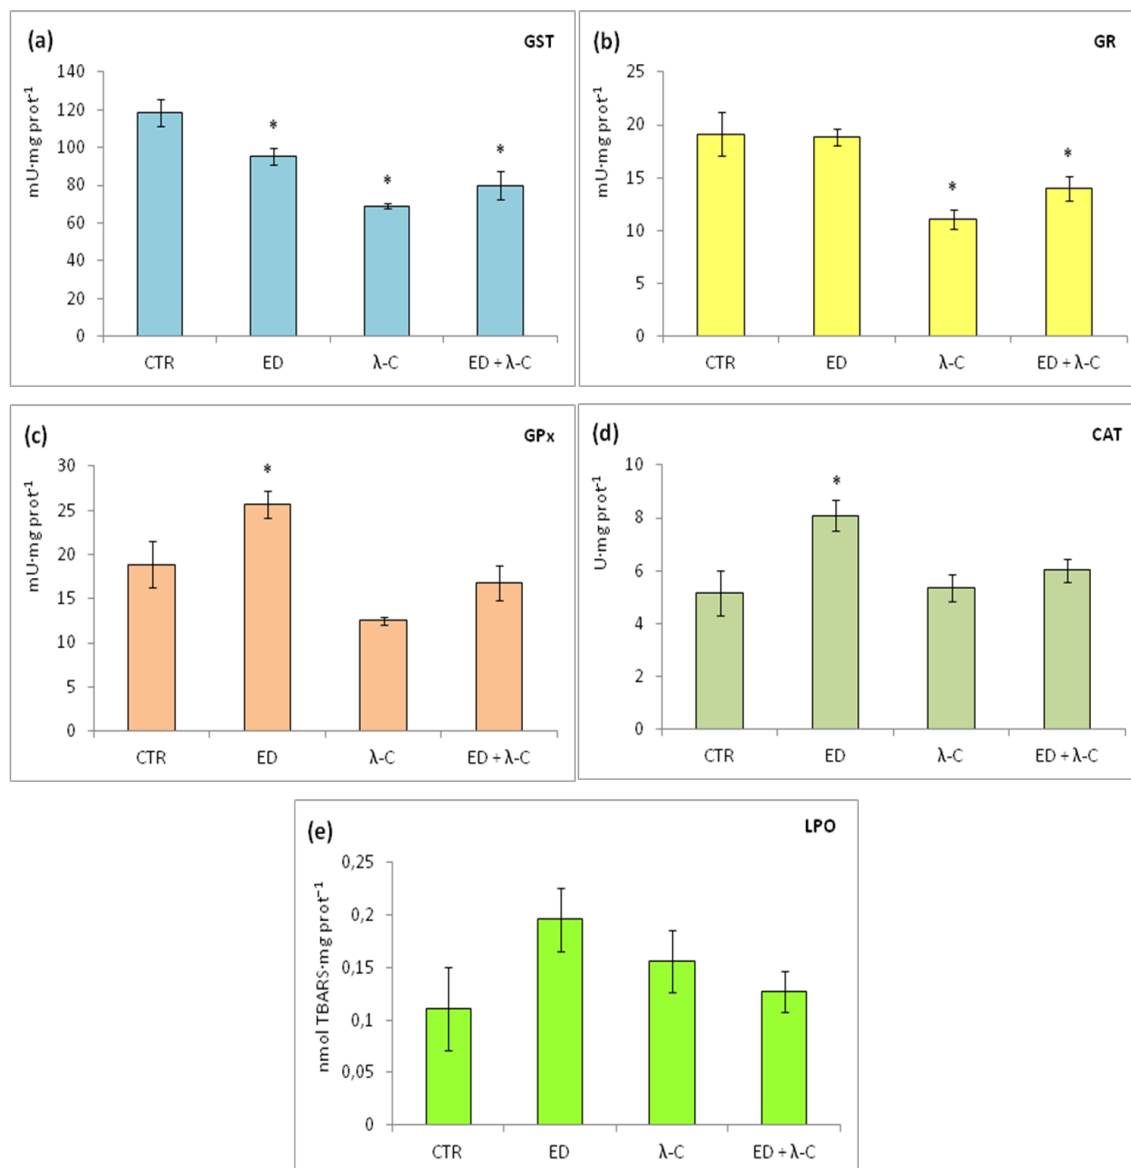 (a) GST
mU·mg prot⁻¹
140
120
100
80
60
40
20
0
*
*
*
CTR ED λ-C ED + λ-C
(b) GR
mU·mg prot⁻¹
25
20
15
10
5
0
*
*
CTR ED λ-C ED + λ-C
(c) GPx
mU·mg prot⁻¹
30
25
20
15
10
5
0
*
CTR ED λ-C ED + λ-C
(d) CAT
U·mg prot⁻¹
10
8
6
4
2
0
*
CTR ED λ-C ED + λ-C
(e) LPO
nmol TBARS·mg prot⁻¹
0,25
0,2
0,15
0,1
0,05
0
CTR ED λ-C ED + λ-C